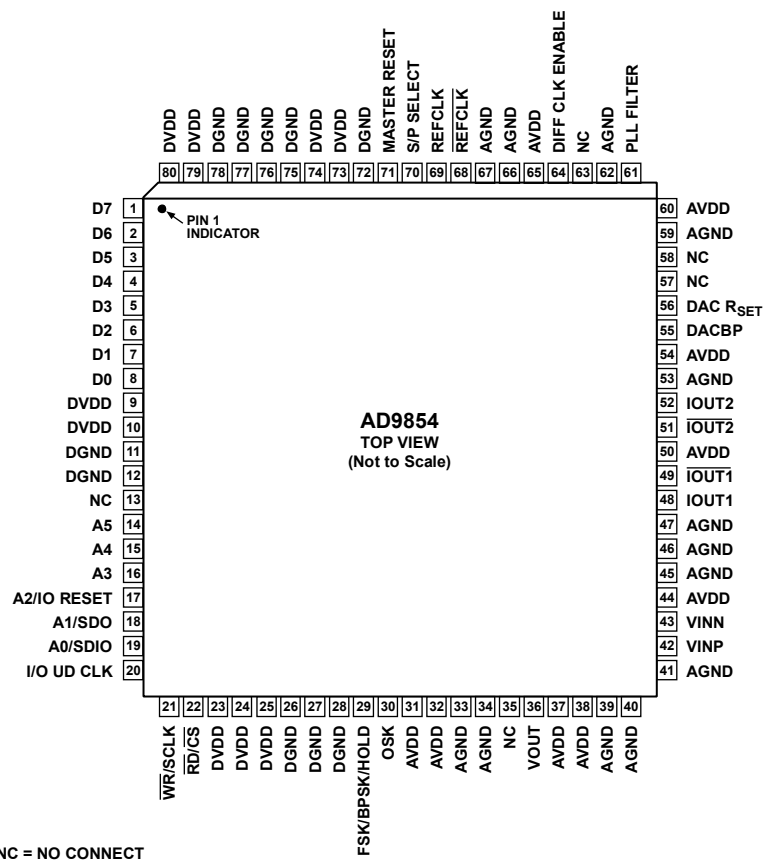 DVDD
DVDD
DGND
DGND
DGND
DGND
DVDD
DVDD
DGND
MASTER RESET
S/P SELECT
REFCLK
REFCLK
AGND
AGND
AVDD
DIFF CLK ENABLE
NC
AGND
PLL FILTER
80 79 78 77 76 75 74 73 72 71 70 69 68 67 66 65 64 63 62 61
D7 1
D6 2
D5 3
D4 4
D3 5
D2 6
D1 7
D0 8
DVDD 9
DVDD 10
DGND 11
DGND 12
NC 13
A5 14
A4 15
A3 16
A2/IO RESET 17
A1/SDO 18
A0/SDIO 19
I/O UD CLK 20
PIN 1
INDICATOR
AD9854
TOP VIEW
(Not to Scale)
60 AVDD
59 AGND
58 NC
57 NC
56 DAC RSET
55 DACBP
54 AVDD
53 AGND
52 IOUT2
51 IOUT2
50 AVDD
49 IOUT1
48 IOUT1
47 AGND
46 AGND
45 AGND
44 AVDD
43 VINN
42 VINP
41 AGND
21 22 23 24 25 26 27 28 29 30 31 32 33 34 35 36 37 38 39 40
WR/SCLK
RD/CS
DVDD
DVDD
DVDD
DGND
DGND
DGND
FSK/BPSK/HOLD
OSK
AVDD
AVDD
AGND
AGND
NC
VOUT
AVDD
AVDD
AGND
AGND
NC = NO CONNECT